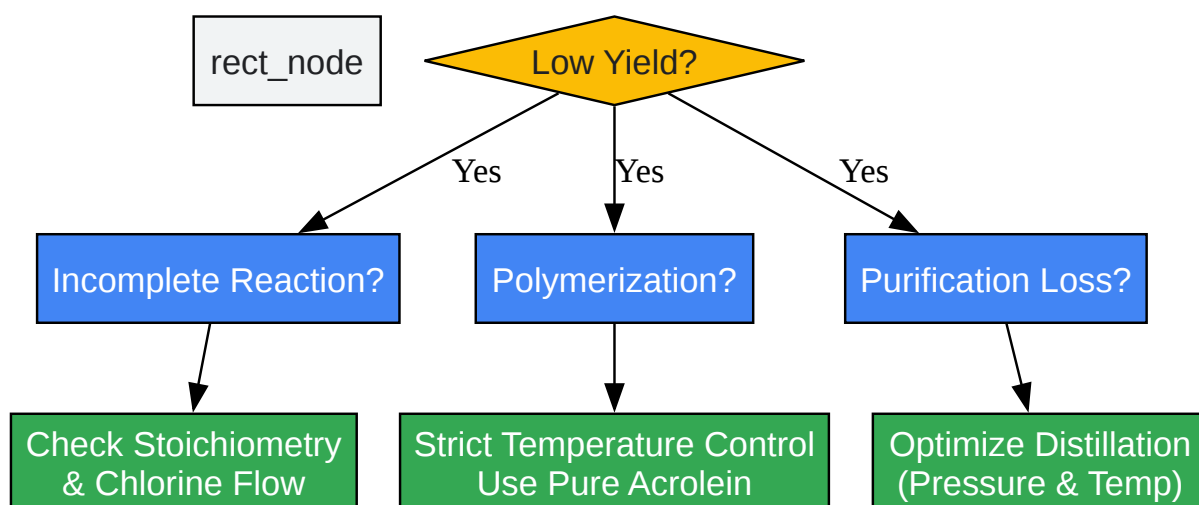 rect_node
Low Yield?
Yes
Yes
Yes
Incomplete Reaction?
Polymerization?
Purification Loss?
Check Stoichiometry
& Chlorine Flow
Strict Temperature Control
Use Pure Acrolein
Optimize Distillation
(Pressure & Temp)